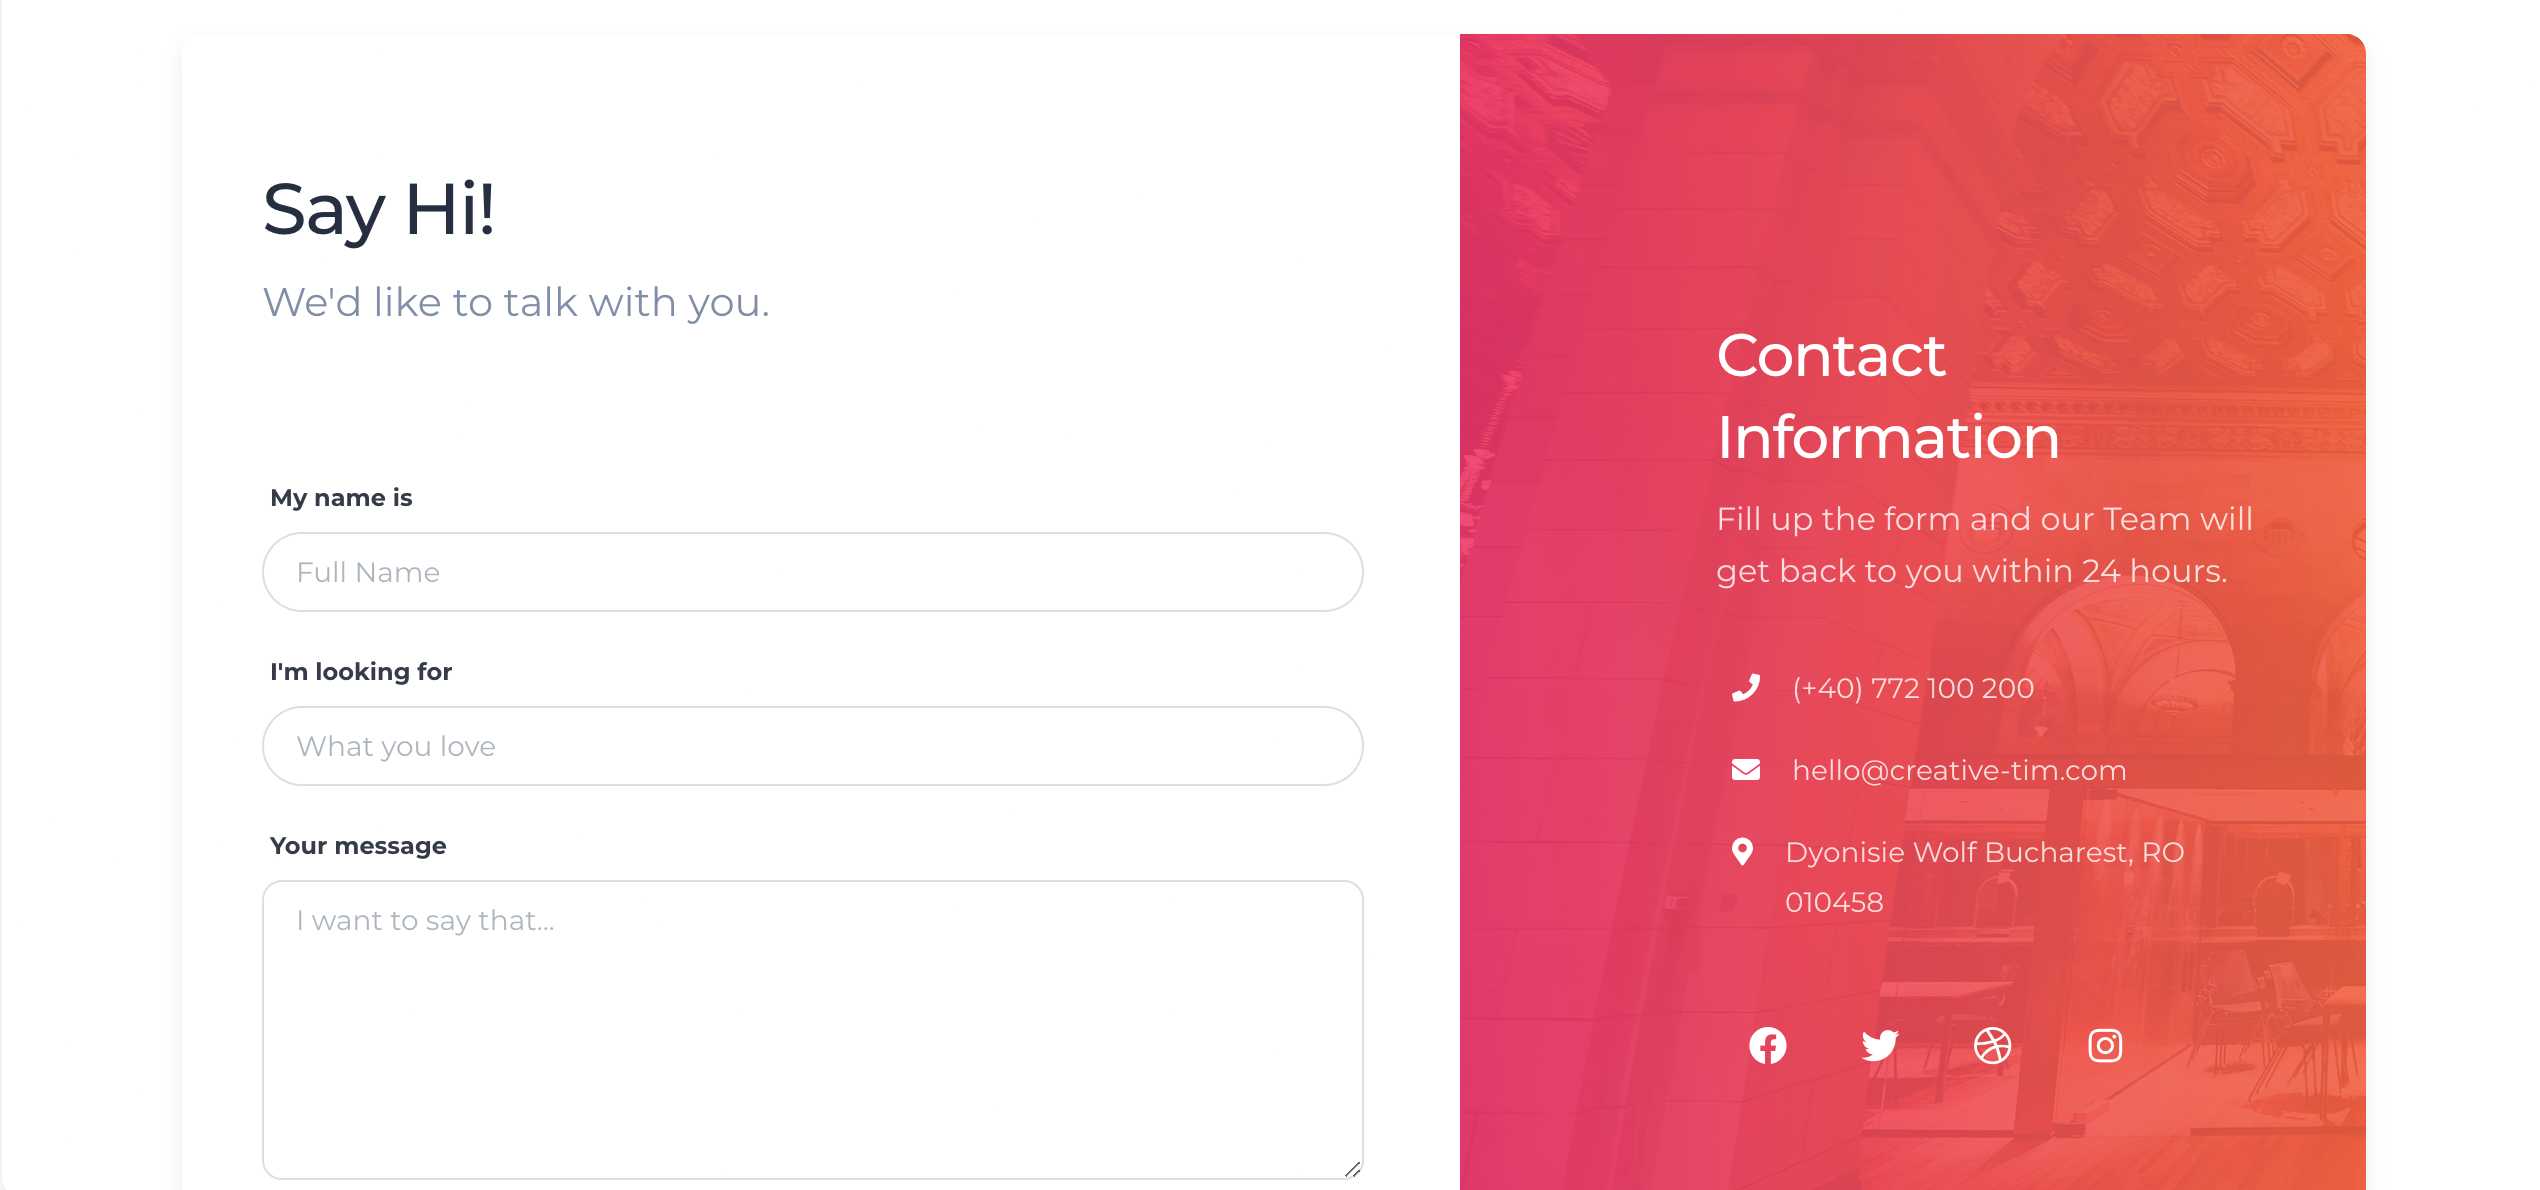 Say Hi!
We'd like to talk with you.
My name is
Full Name
I'm looking for
What you love
Your message
I want to say that...
Contact
Information
Fill up the form and our Team will
get back to you within 24 hours.
(+40) 772 100 200
hello@creative-tim.com
Dyonisie Wolf Bucharest, RO
010458